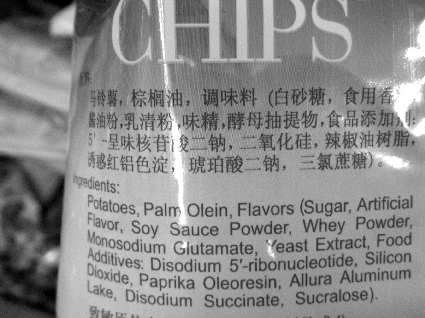 CHIPS
马铃薯，棕榈油，调味料 (白砂糖，食用香
酱油粉,乳清粉,味精,酵母抽提物,食品添加剂:
5′-呈味核苷酸二钠，二氧化硅，辣椒油树脂,
诱惑红铝色淀，琥珀酸二钠，三氯蔗糖)。
Ingredients:
Potatoes, Palm Olein, Flavors (Sugar, Artificial
Flavor, Soy Sauce Powder, Whey Powder,
Monosodium Glutamate, Yeast Extract, Food
Additives: Disodium 5′-ribonucleotide, Silicon
Dioxide, Paprika Oleoresin, Allura Aluminum
Lake, Disodium Succinate, Sucralose).